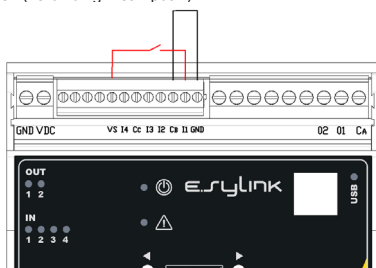 GND VDC VS I4 Cc I3 I2 CB I1 GND 02 01 CA
OUT
1 2
e.sylink
USB
IN
1 2 3 4